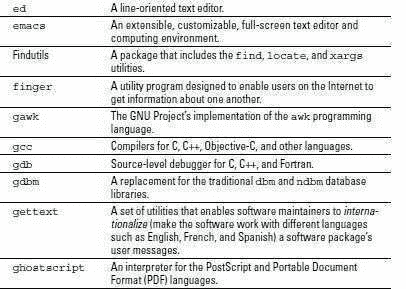 ed A line-oriented text editor.
emacs An extensible, customizable, full-screen text editor and
computing environment.
Findutils A package that includes the find, locate, and xargs
utilities.
finger A utility program designed to enable users on the Internet to
get information about one another.
gawk The GNU Project's implementation of the awk programming
language.
gcc Compilers for C, C++, Objective-C, and other languages.
gdb Source-level debugger for C, C++, and Fortran.
gdbm A replacement for the traditional dbm and ndbm database
libraries.
gettext A set of utilities that enables software maintainers to interna-
tionalize (make the software work with different languages
such as English, French, and Spanish) a software package's
user messages.
ghostscript An interpreter for the PostScript and Portable Document
Format (PDF) languages.